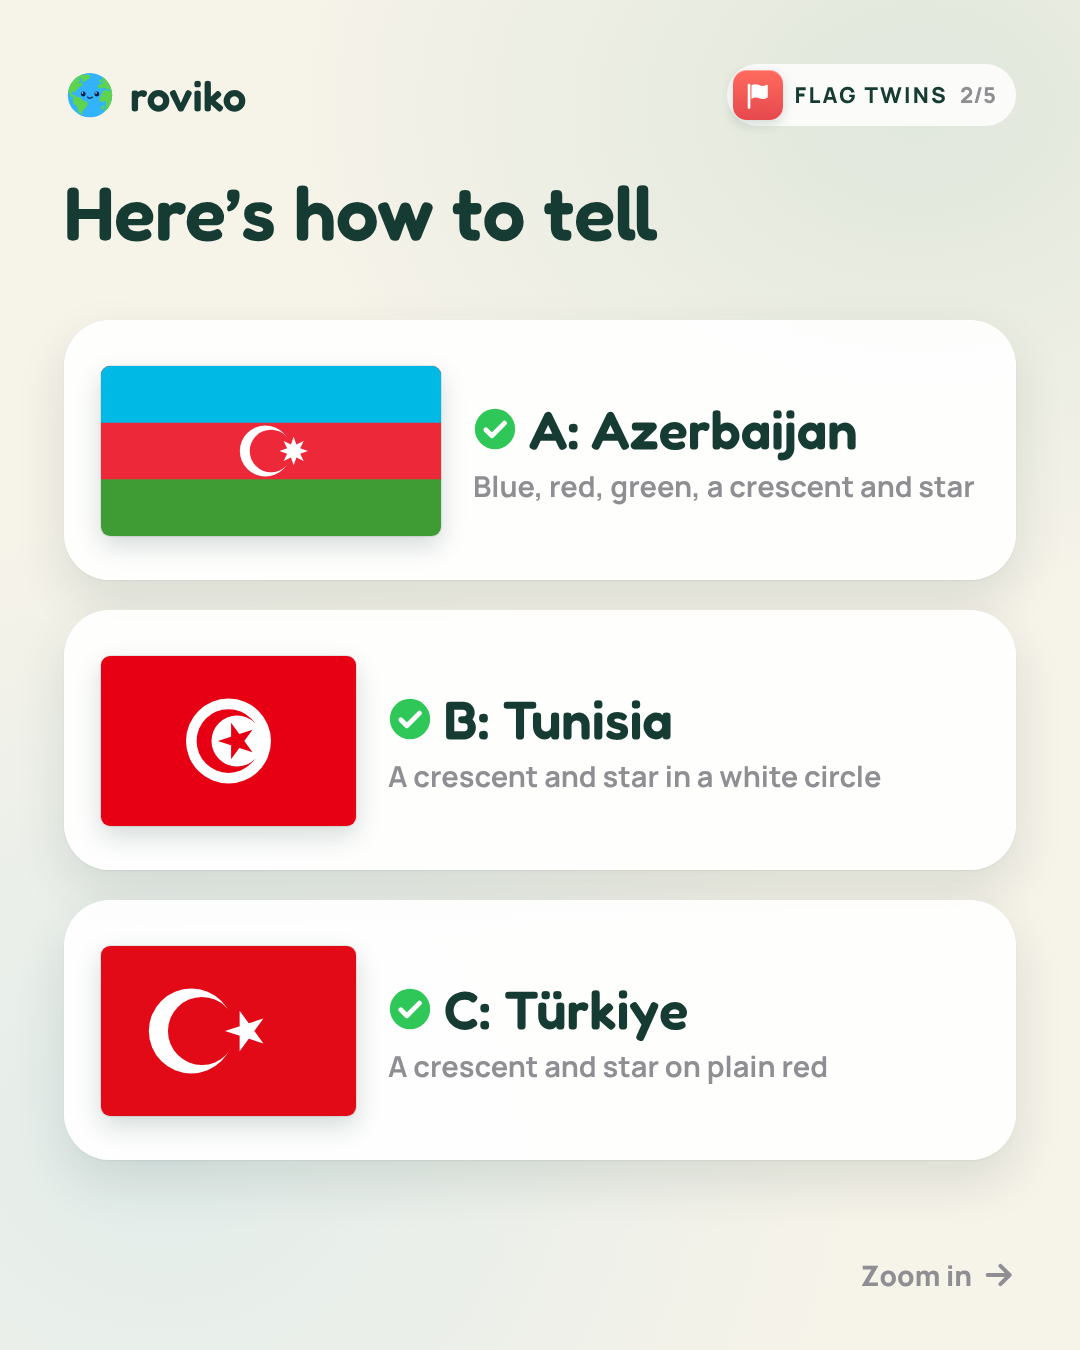 roviko
FLAG TWINS 2/5
Here’s how to tell
A: Azerbaijan
Blue, red, green, a crescent and star
B: Tunisia
A crescent and star in a white circle
C: Türkiye
A crescent and star on plain red
Zoom in →